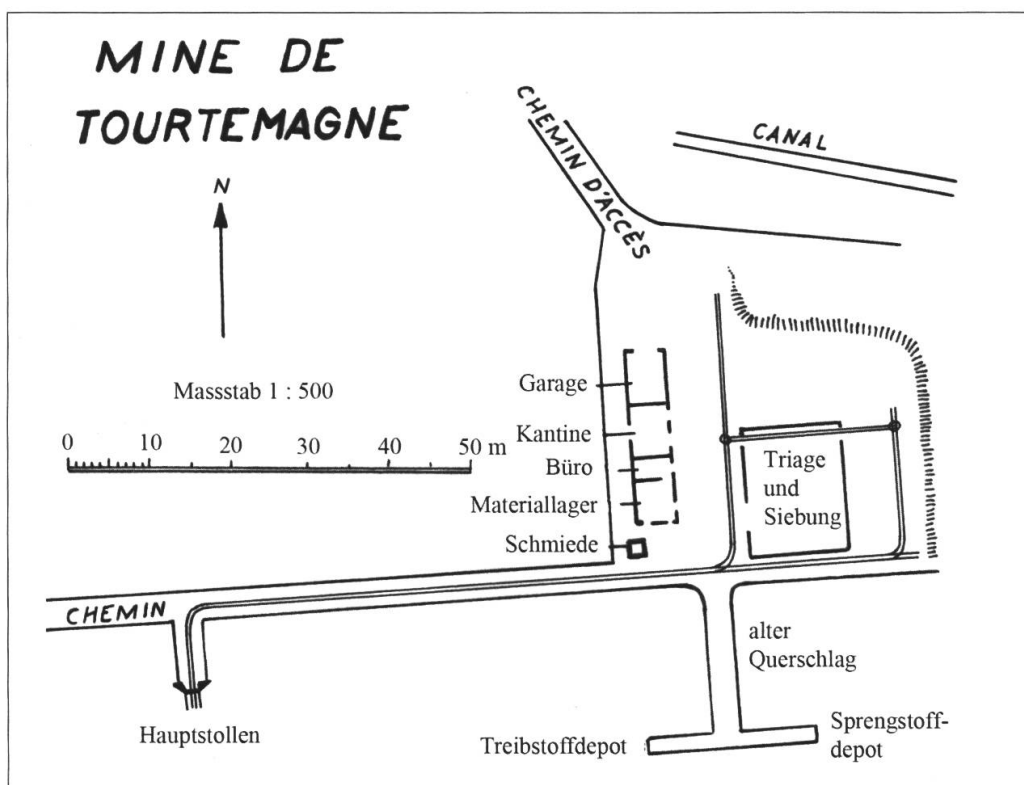 MINE DE
TOURTEMAGNE
N
Massstab 1 : 500
0 10 20 30 40 50 m
CHEMIN D'ACCÈS
CANAL
Garage
Kantine
Büro
Materiallager
Schmiede
Triage
und
Siebung
CHEMIN
Hauptstollen
alter
Querschlag
Treibstoffdepot
Sprengstoff-
depot